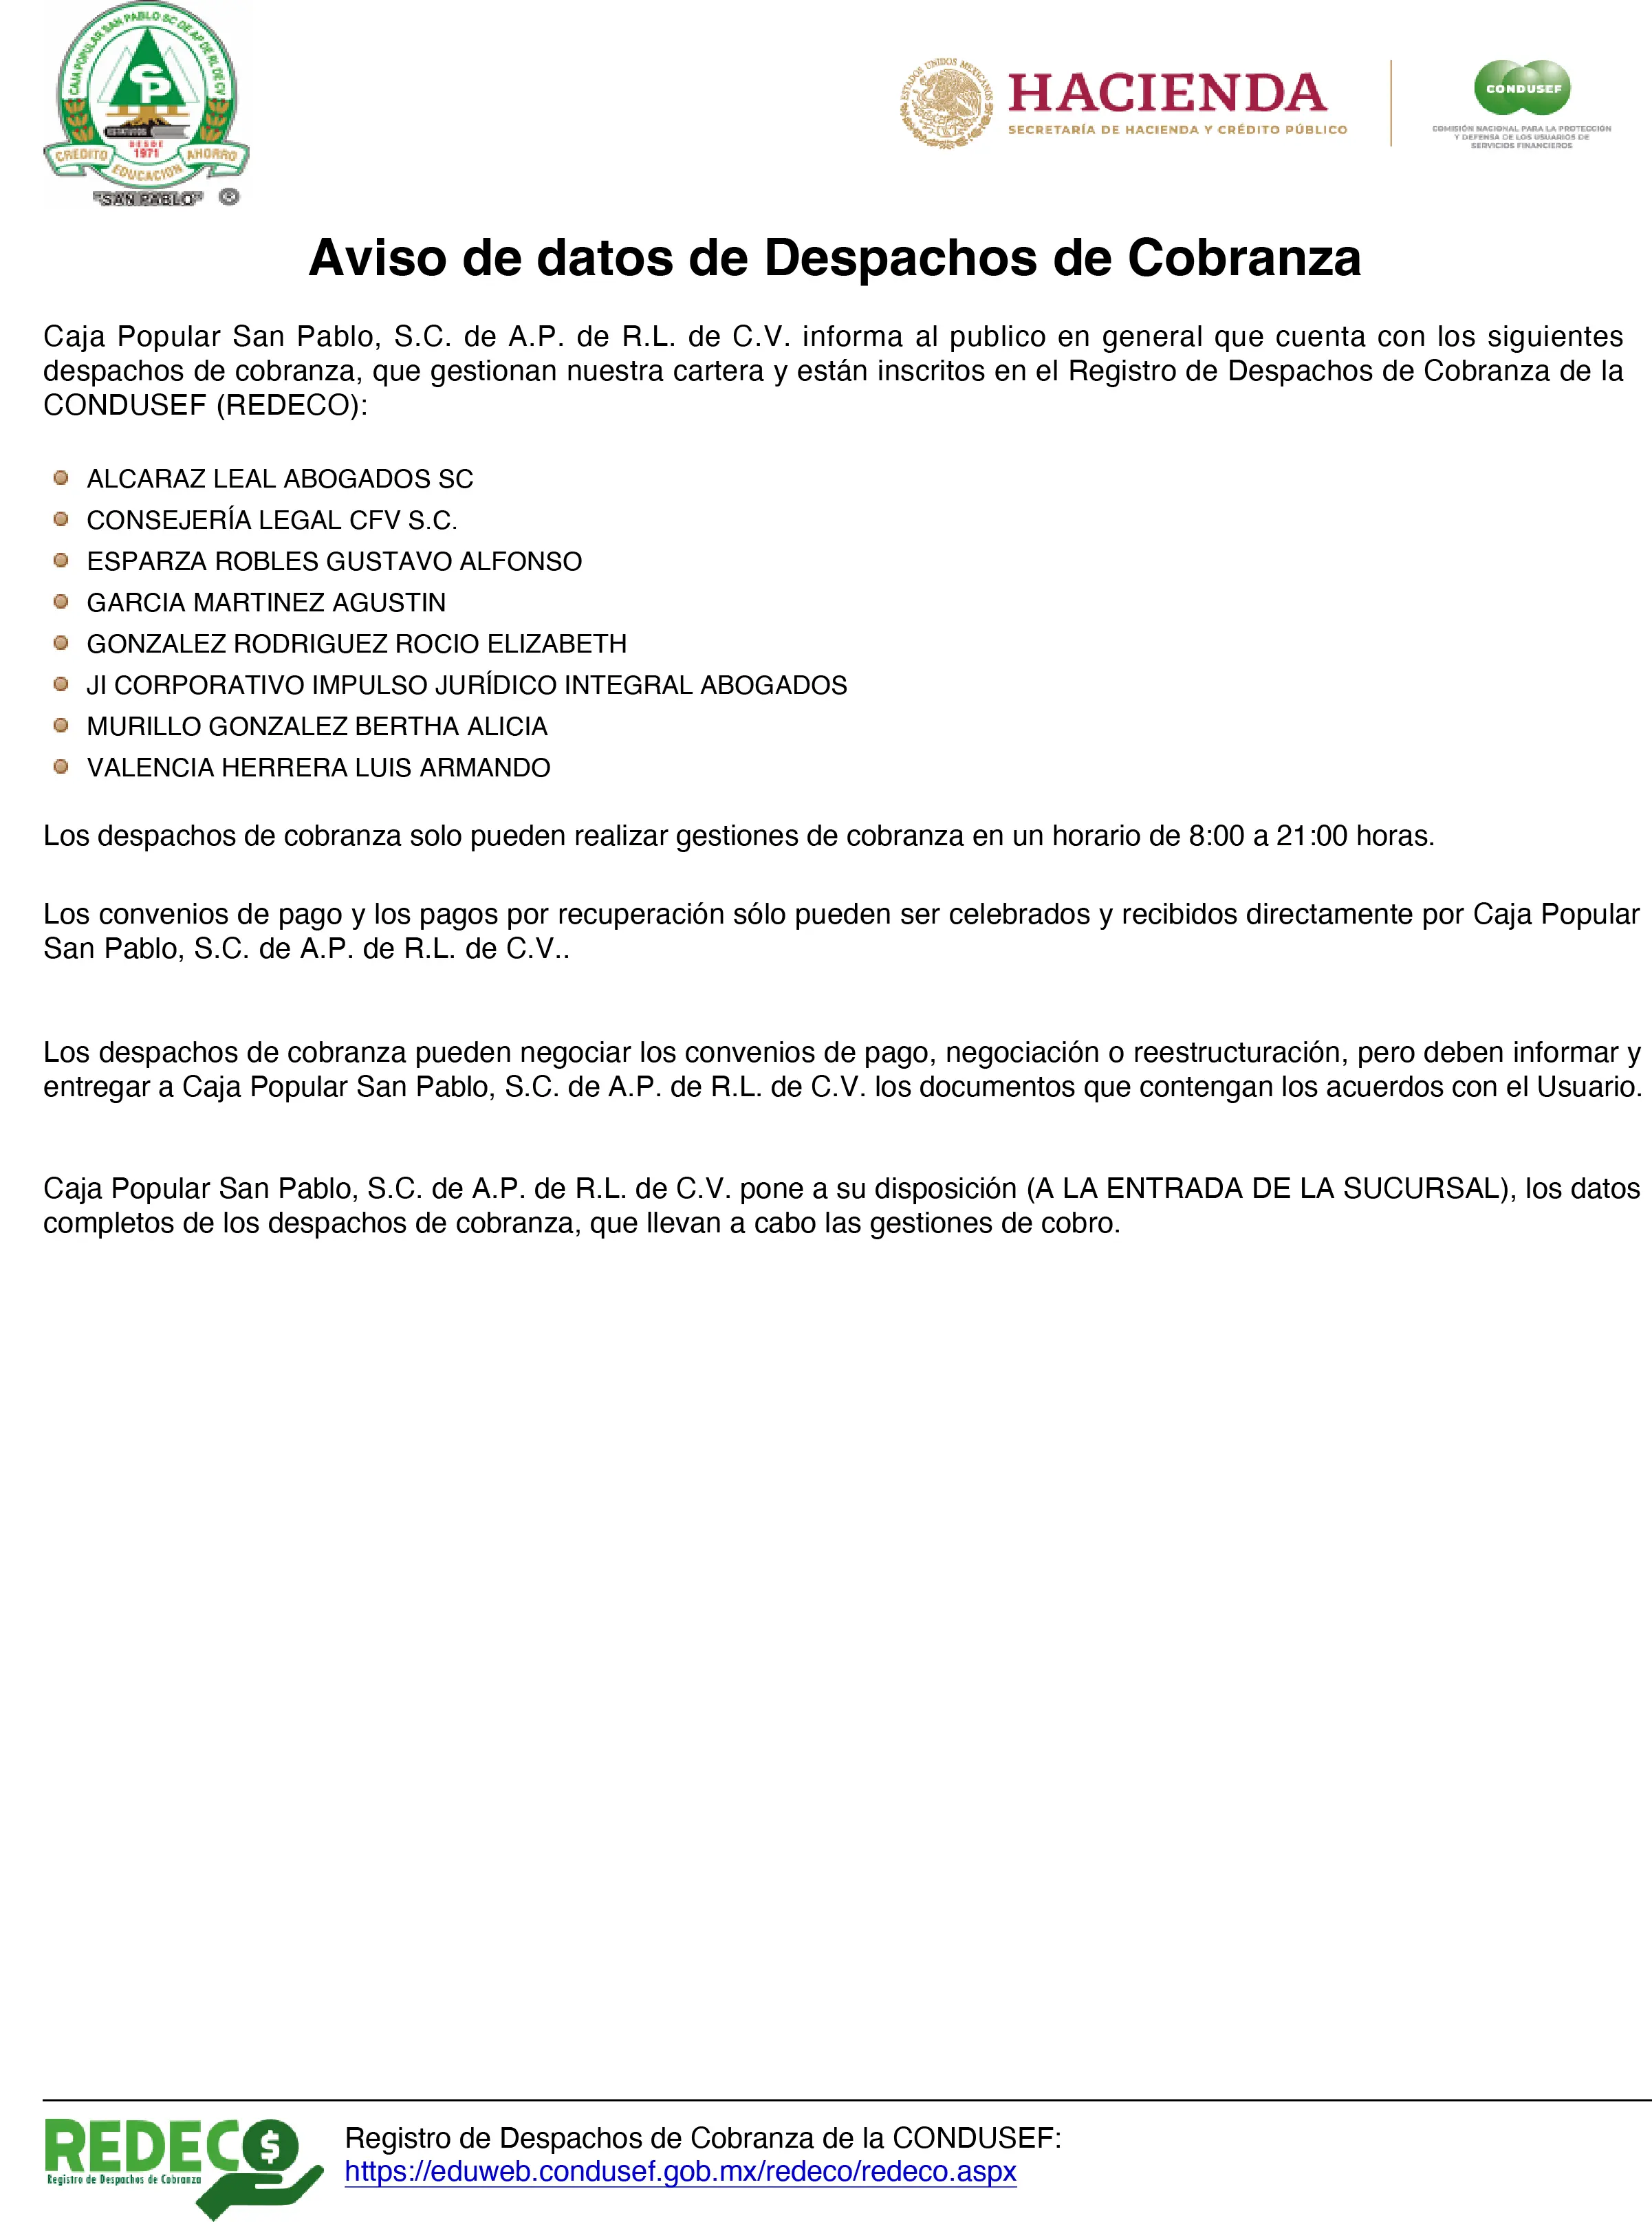 CAJA POPULAR SAN PABLO SC DE AP DE RL DE CV
SP
ESTATUTOS
DESDE
1971
CREDITO
AHORRO
EDUCACION
"SAN PABLO" ®
ESTADOS UNIDOS MEXICANOS
HACIENDA
SECRETARÍA DE HACIENDA Y CRÉDITO PÚBLICO
CONDUSEF
COMISIÓN NACIONAL PARA LA PROTECCIÓN
Y DEFENSA DE LOS USUARIOS DE
SERVICIOS FINANCIEROS
Aviso de datos de Despachos de Cobranza
Caja Popular San Pablo, S.C. de A.P. de R.L. de C.V. informa al publico en general que cuenta con los siguientes
despachos de cobranza, que gestionan nuestra cartera y están inscritos en el Registro de Despachos de Cobranza de la
CONDUSEF (REDECO):
ALCARAZ LEAL ABOGADOS SC
CONSEJERÍA LEGAL CFV S.C.
ESPARZA ROBLES GUSTAVO ALFONSO
GARCIA MARTINEZ AGUSTIN
GONZALEZ RODRIGUEZ ROCIO ELIZABETH
JI CORPORATIVO IMPULSO JURÍDICO INTEGRAL ABOGADOS
MURILLO GONZALEZ BERTHA ALICIA
VALENCIA HERRERA LUIS ARMANDO
Los despachos de cobranza solo pueden realizar gestiones de cobranza en un horario de 8:00 a 21:00 horas.
Los convenios de pago y los pagos por recuperación sólo pueden ser celebrados y recibidos directamente por Caja Popular
San Pablo, S.C. de A.P. de R.L. de C.V..
Los despachos de cobranza pueden negociar los convenios de pago, negociación o reestructuración, pero deben informar y
entregar a Caja Popular San Pablo, S.C. de A.P. de R.L. de C.V. los documentos que contengan los acuerdos con el Usuario.
Caja Popular San Pablo, S.C. de A.P. de R.L. de C.V. pone a su disposición (A LA ENTRADA DE LA SUCURSAL), los datos
completos de los despachos de cobranza, que llevan a cabo las gestiones de cobro.
REDECO
Registro de Despachos de Cobranza
Registro de Despachos de Cobranza de la CONDUSEF:
https://eduweb.condusef.gob.mx/redeco/redeco.aspx